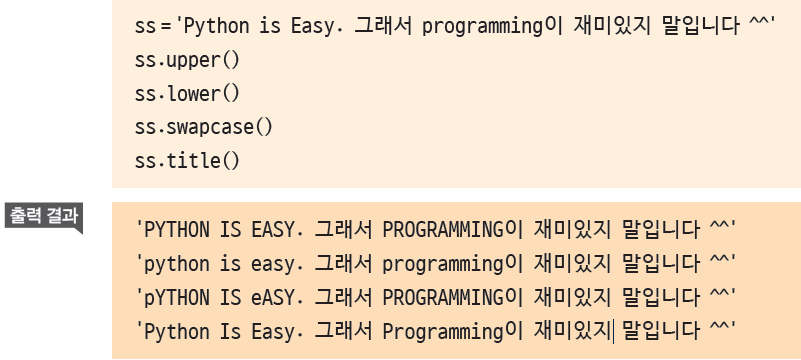 ss = 'Python is Easy. 그래서 programming이 재미있지 말입니다 ^^'
ss.upper()
ss.lower()
ss.swapcase()
ss.title()
출력 결과
'PYTHON IS EASY. 그래서 PROGRAMMING이 재미있지 말입니다 ^^'
'python is easy. 그래서 programming이 재미있지 말입니다 ^^'
'pYTHON IS eASY. 그래서 PROGRAMMING이 재미있지 말입니다 ^^'
'Python Is Easy. 그래서 Programming이 재미있지 말입니다 ^^'